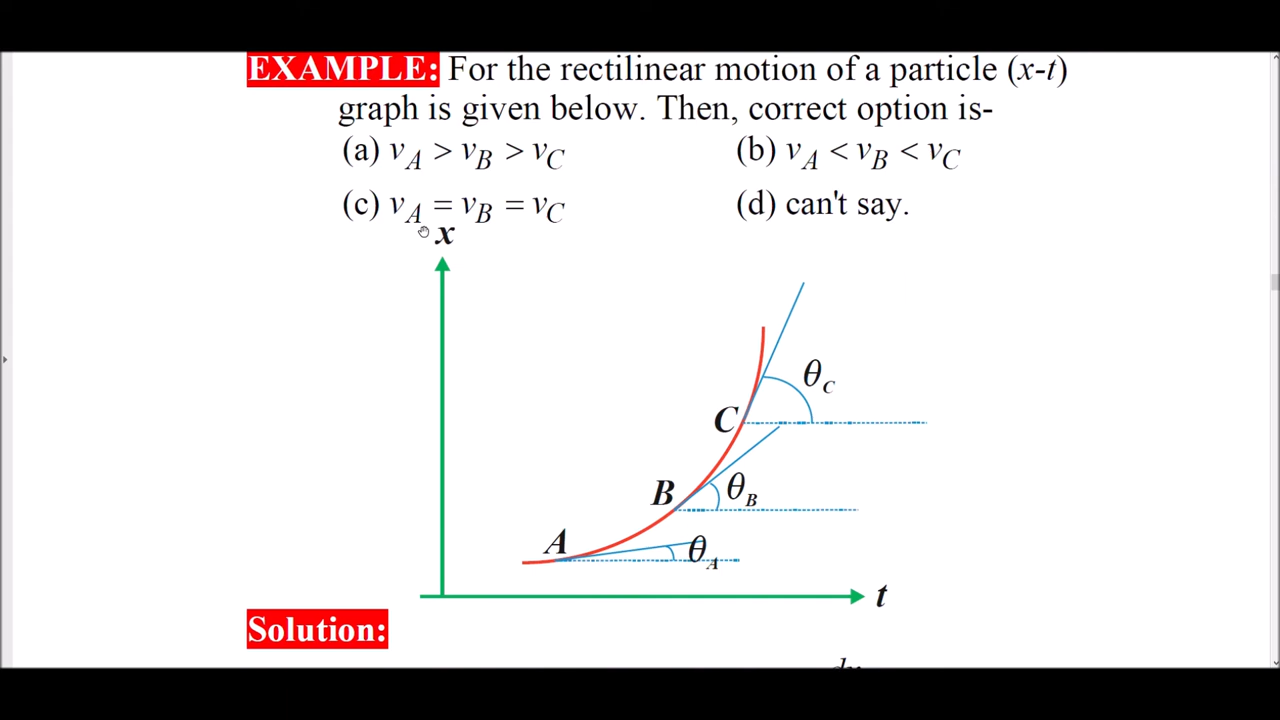 EXAMPLE: For the rectilinear motion of a particle (x-t)
graph is given below. Then, correct option is-
(a) v_A > v_B > v_C (b) v_A < v_B < v_C
(c) v_A = v_B = v_C (d) can't say.
x
θ_C
C
B θ_B
A θ_A
t
Solution: